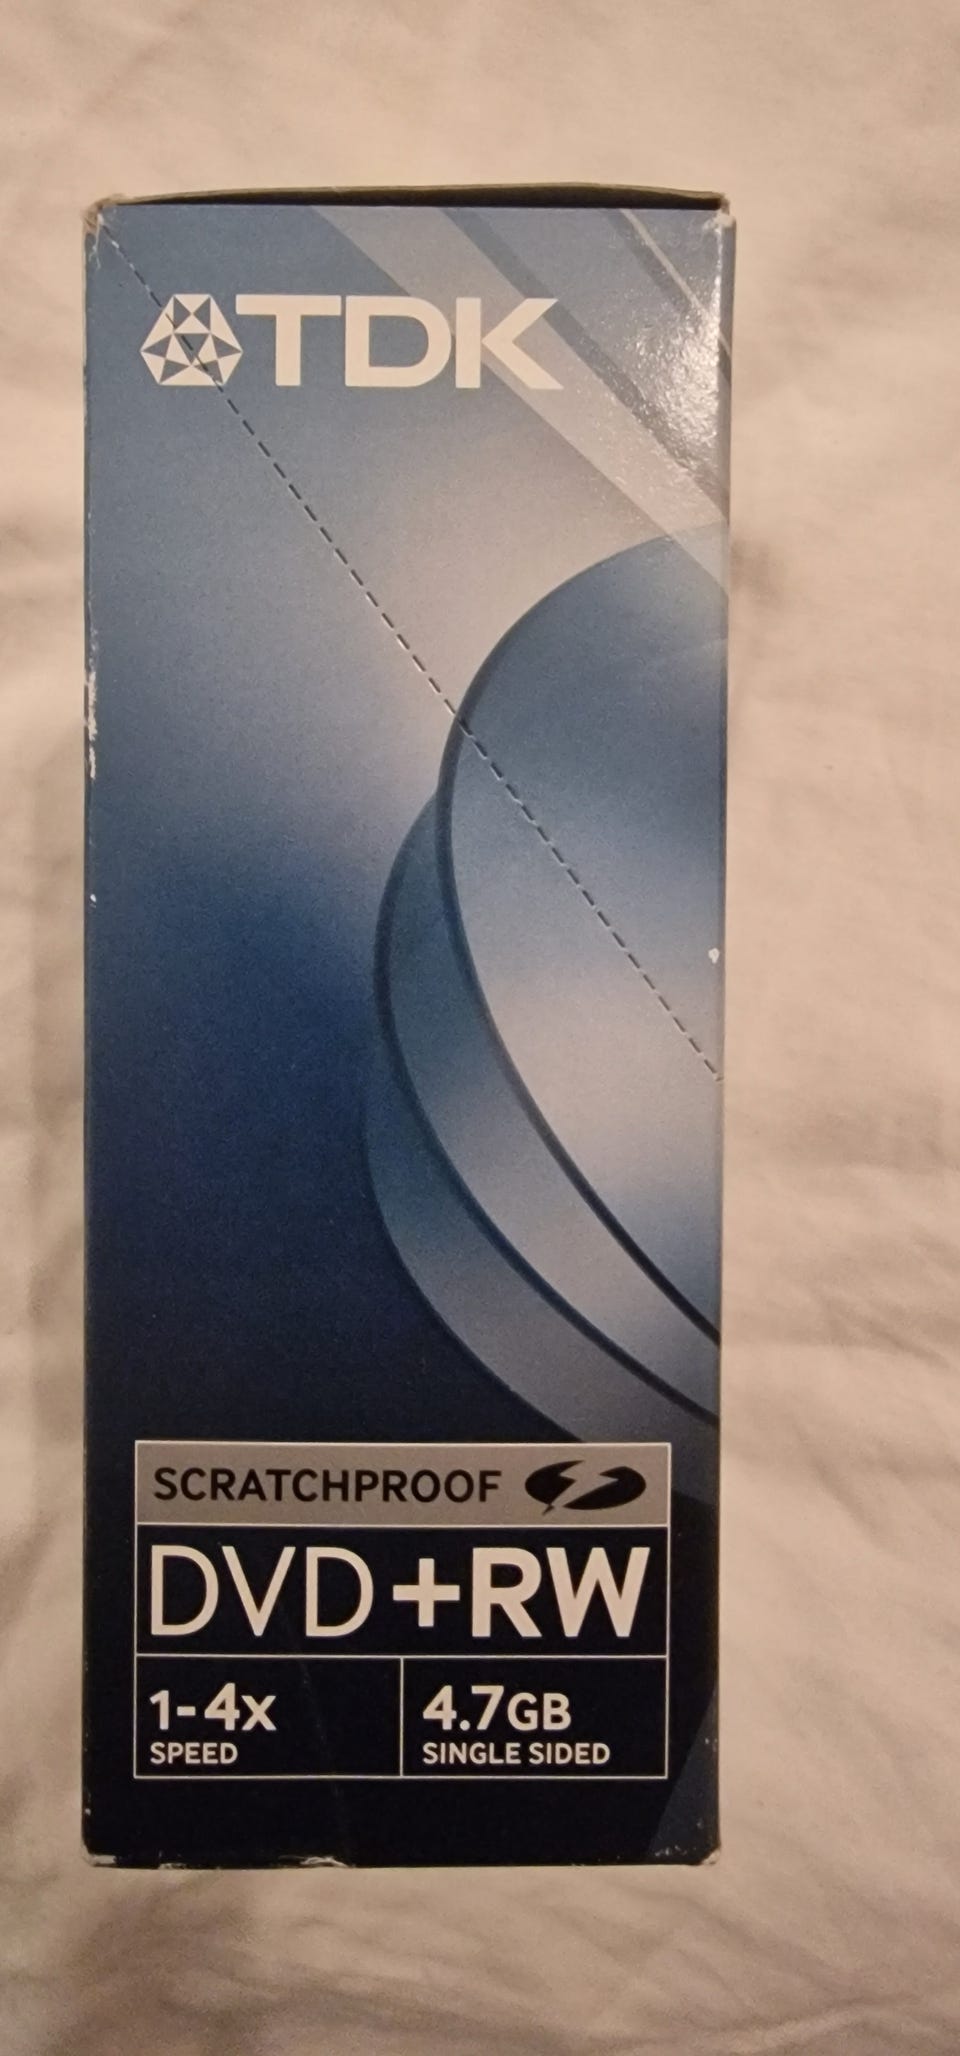 TDK
SCRATCHPROOF
DVD+RW
1-4x
SPEED
4.7GB
SINGLE SIDED